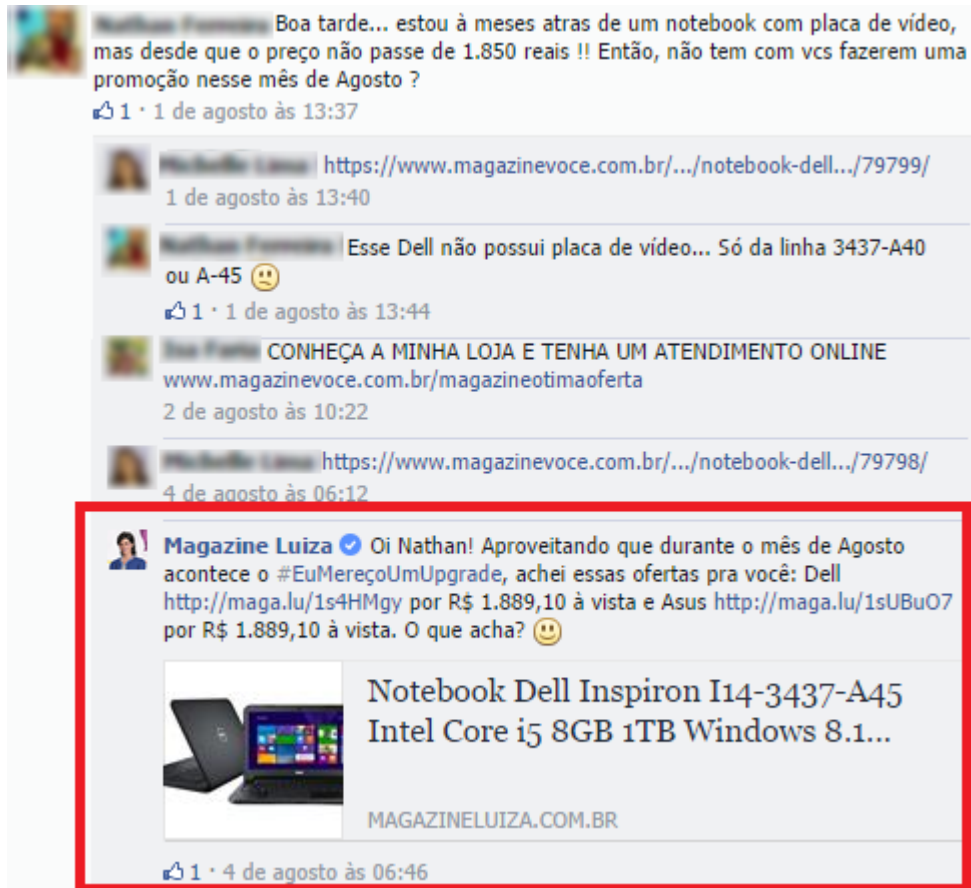 Boa tarde... estou à meses atras de um notebook com placa de vídeo,
mas desde que o preço não passe de 1.850 reais !! Então, não tem com vcs fazerem uma
promoção nesse mês de Agosto ?
1 · 1 de agosto às 13:37
https://www.magazinevoce.com.br/.../notebook-dell.../79799/
1 de agosto às 13:40
Esse Dell não possui placa de vídeo... Só da linha 3437-A40
ou A-45
1 · 1 de agosto às 13:44
CONHEÇA A MINHA LOJA E TENHA UM ATENDIMENTO ONLINE
www.magazinevoce.com.br/magazineotimaoferta
2 de agosto às 10:22
https://www.magazinevoce.com.br/.../notebook-dell.../79798/
4 de agosto às 06:12
Magazine Luiza Oi Nathan! Aproveitando que durante o mês de Agosto
acontece o #EuMereçoUmUpgrade, achei essas ofertas pra você: Dell
http://maga.lu/1s4HMgy por R$ 1.889,10 à vista e Asus http://maga.lu/1sUBuO7
por R$ 1.889,10 à vista. O que acha?
Notebook Dell Inspiron I14-3437-A45
Intel Core i5 8GB 1TB Windows 8.1...
MAGAZINELUIZA.COM.BR
1 · 4 de agosto às 06:46